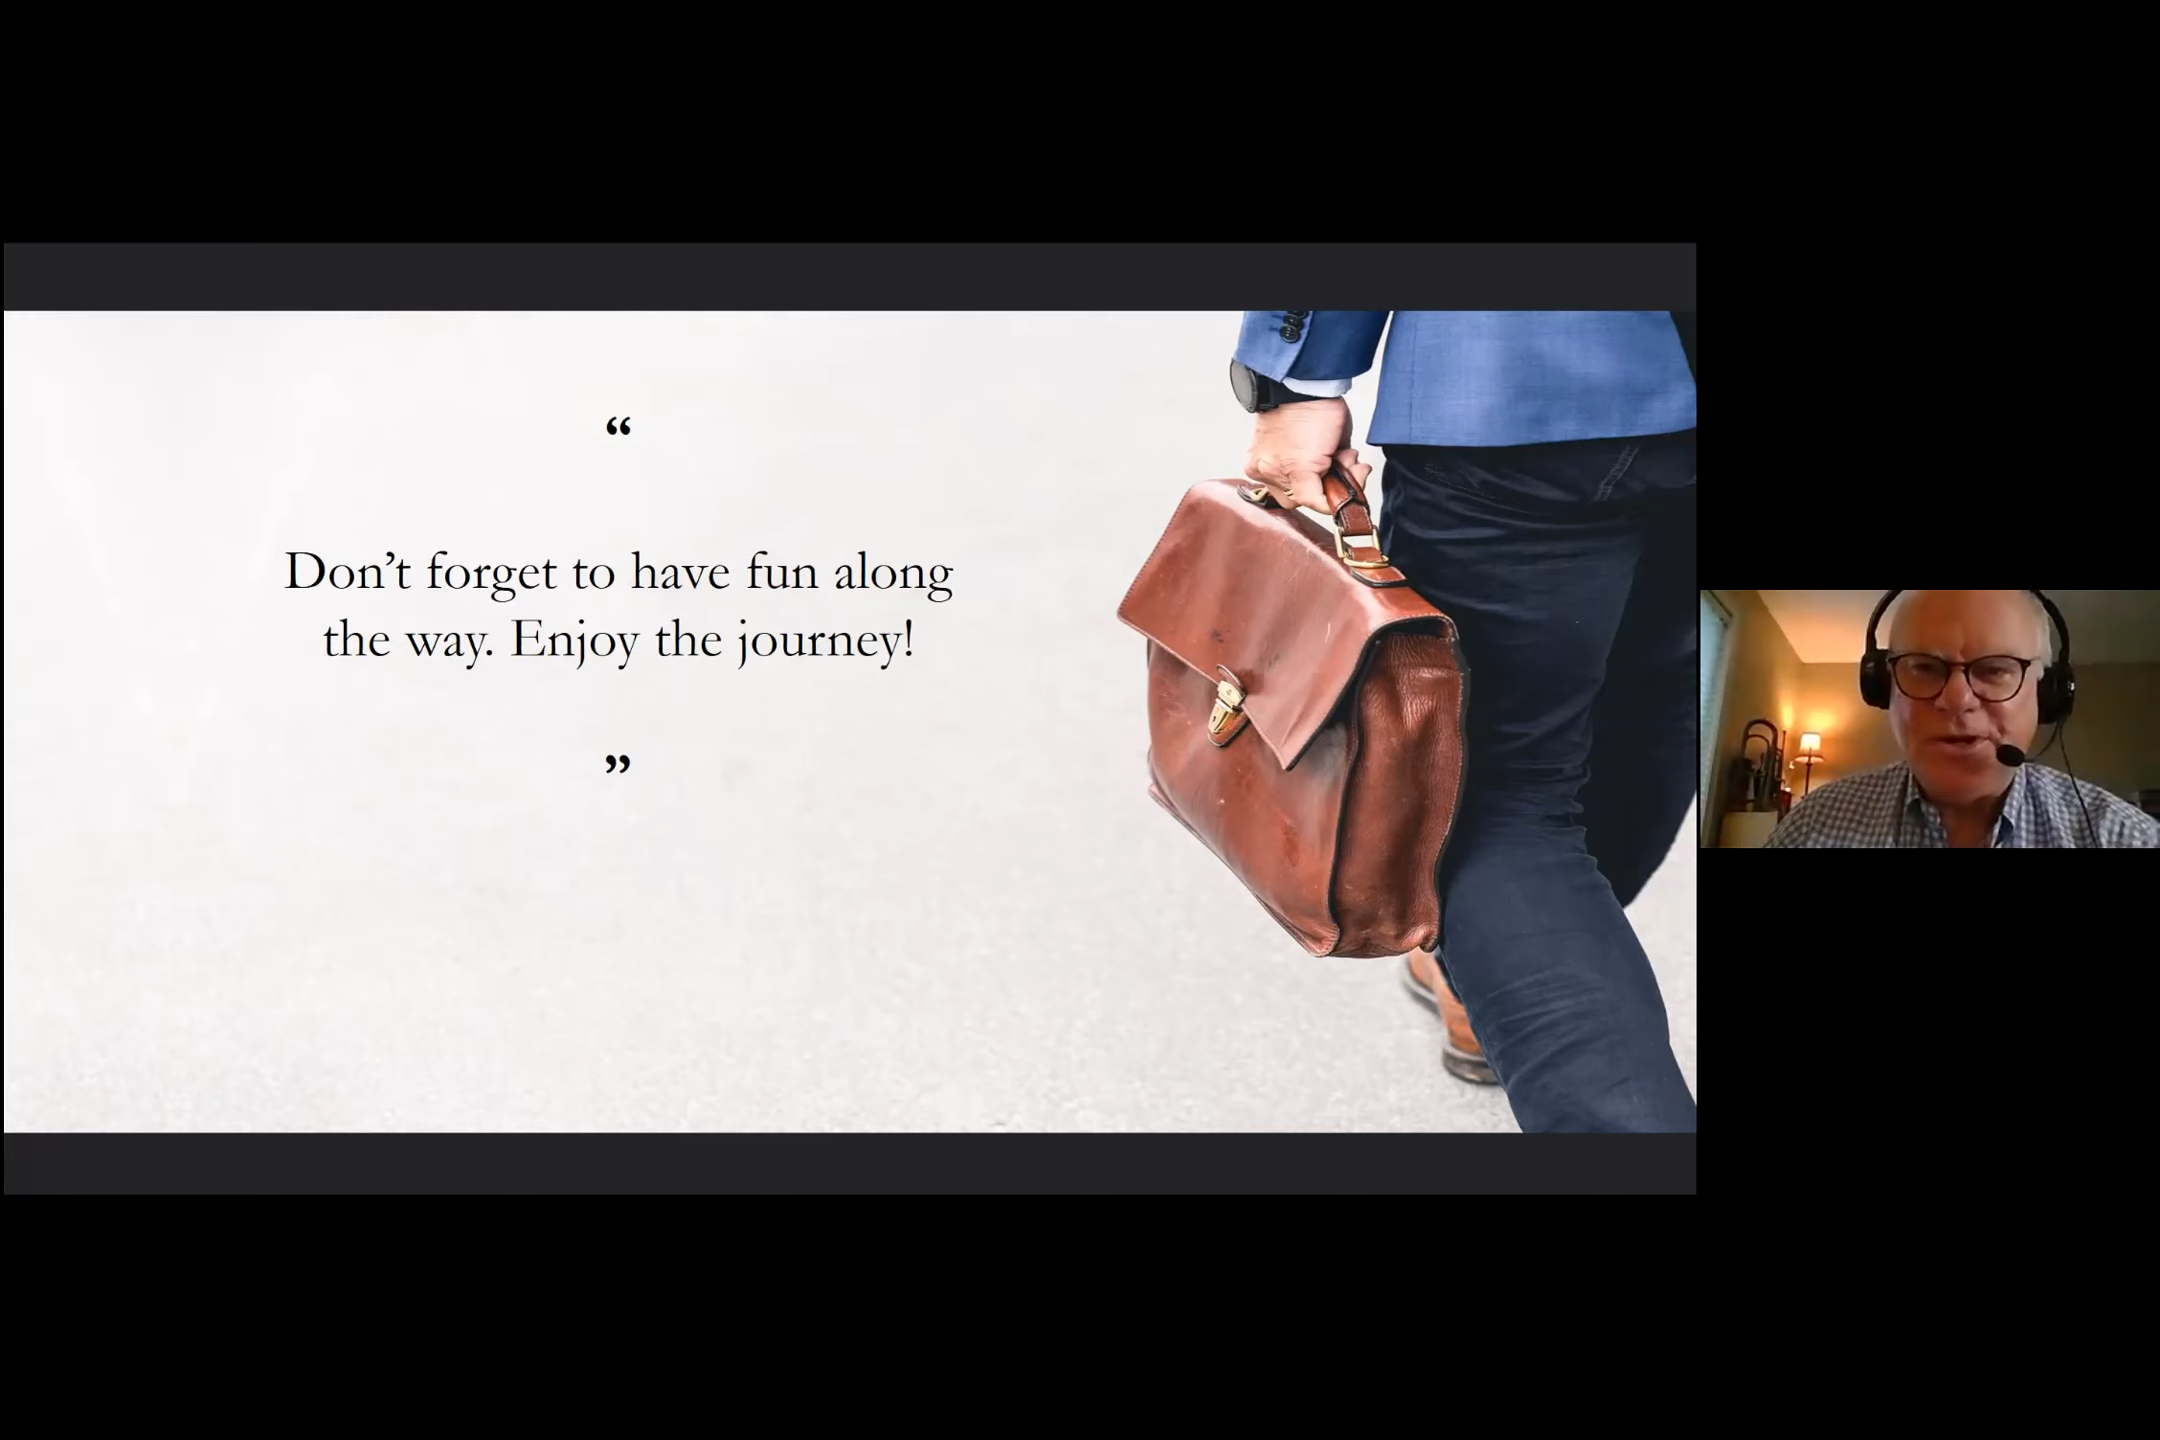 “
Don’t forget to have fun along
the way. Enjoy the journey!
”